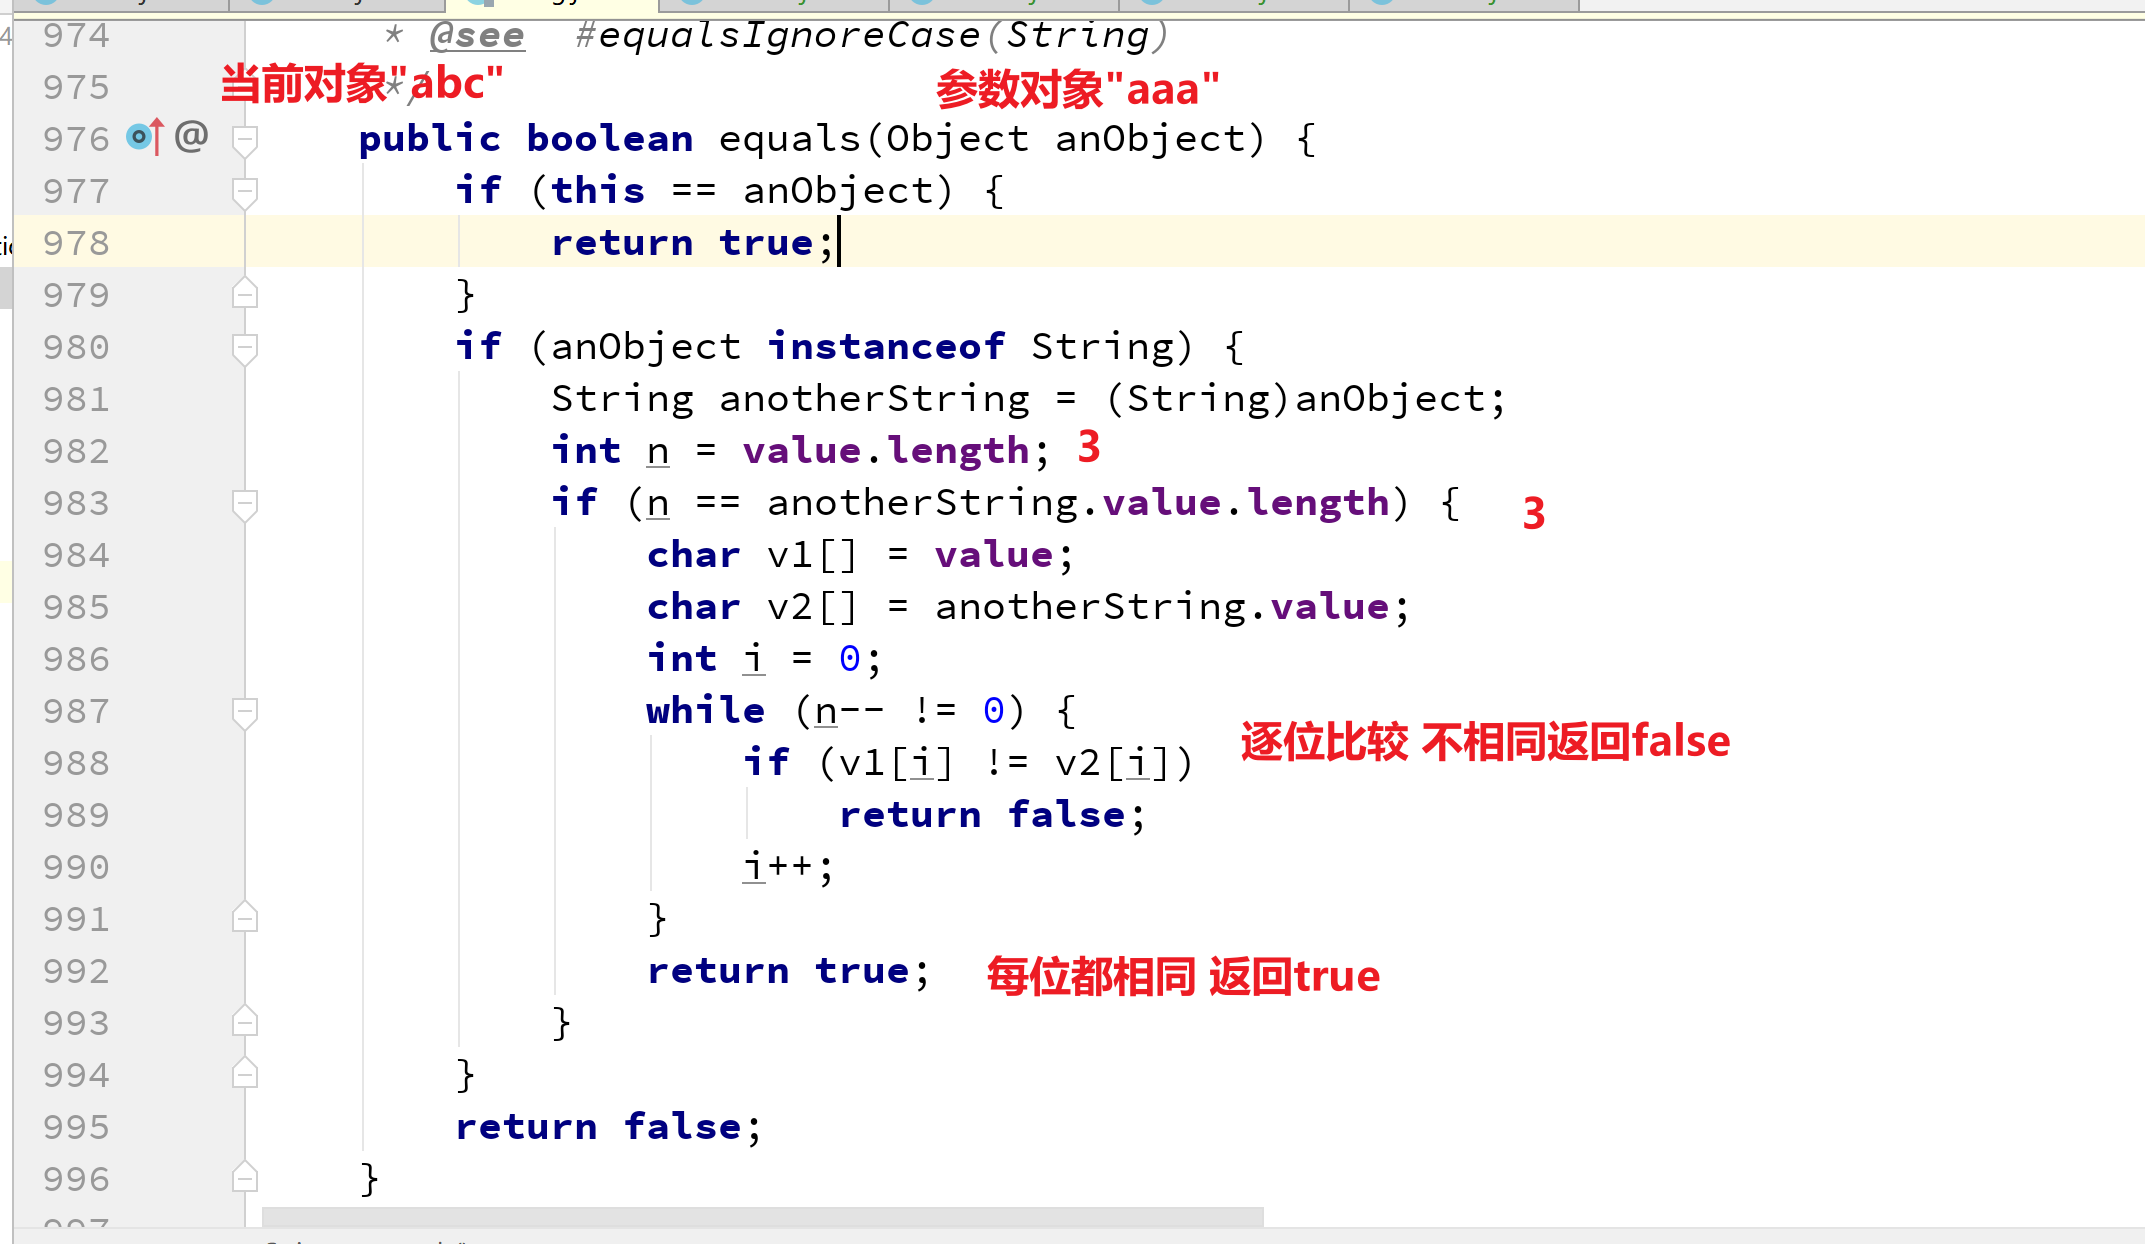 974 * @see #equalsIgnoreCase(String)
975 */ 当前对象"abc" 参数对象"aaa"
976 @ public boolean equals(Object anObject) {
977 if (this == anObject) {
978 return true;
979 }
980 if (anObject instanceof String) {
981 String anotherString = (String)anObject;
982 int n = value.length; 3
983 if (n == anotherString.value.length) { 3
984 char v1[] = value;
985 char v2[] = anotherString.value;
986 int i = 0;
987 while (n-- != 0) {
逐位比较 不相同返回false
988 if (v1[i] != v2[i])
989 return false;
990 i++;
991 }
992 return true; 每位都相同 返回true
993 }
994 }
995 return false;
996 }